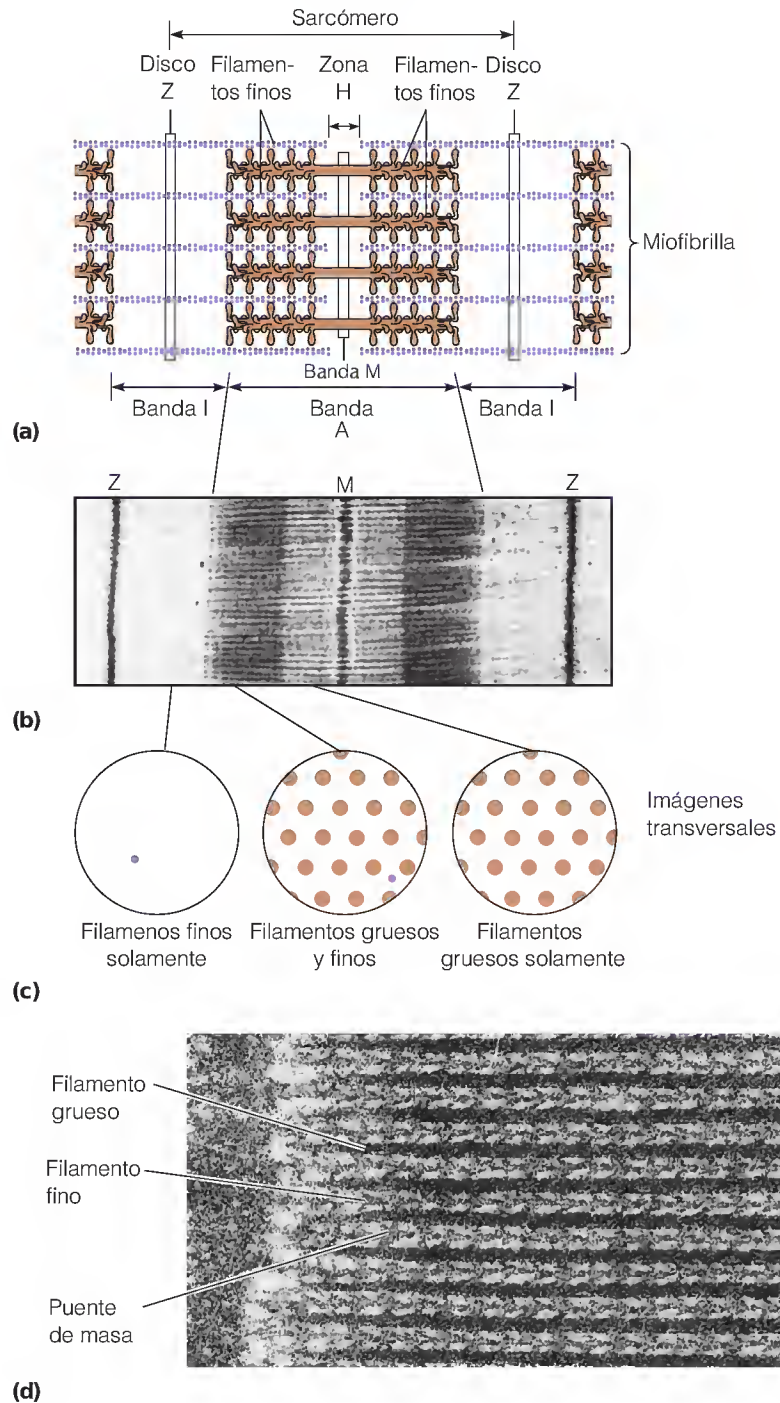 Sarcómero
Disco
Z
Filamen-
tos finos
Zona
H
Filamen-
tos finos
Disco
Z
Miofibrilla
Banda M
Banda I
Banda
A
Banda I
(a)
Z
M
Z
(b)
Imágenes
transversales
Filamenos finos
solamente
Filamentos gruesos
y finos
Filamentos
gruesos solamente
(c)
Filamento
grueso
Filamento
fino
Puente
de masa
(d)